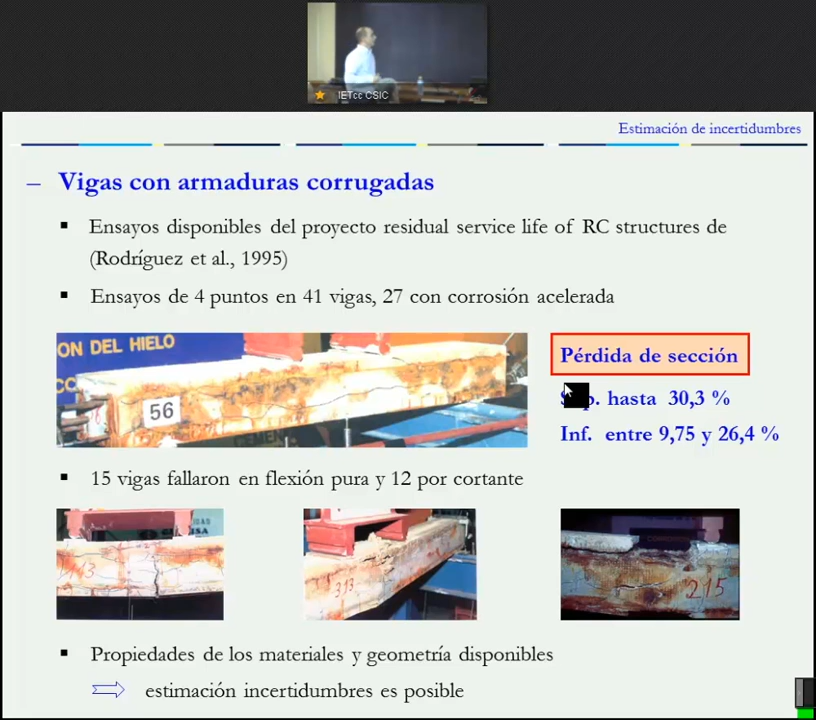 IETcc CSIC
Estimación de incertidumbres
– Vigas con armaduras corrugadas
▪ Ensayos disponibles del proyecto residual service life of RC structures de
(Rodríguez et al., 1995)
▪ Ensayos de 4 puntos en 41 vigas, 27 con corrosión acelerada
ON DEL HIELO
56
Pérdida de sección
hasta 30,3 %
Inf. entre 9,75 y 26,4 %
▪ 15 vigas fallaron en flexión pura y 12 por cortante
313
215
▪ Propiedades de los materiales y geometría disponibles
⇒ estimación incertidumbres es posible